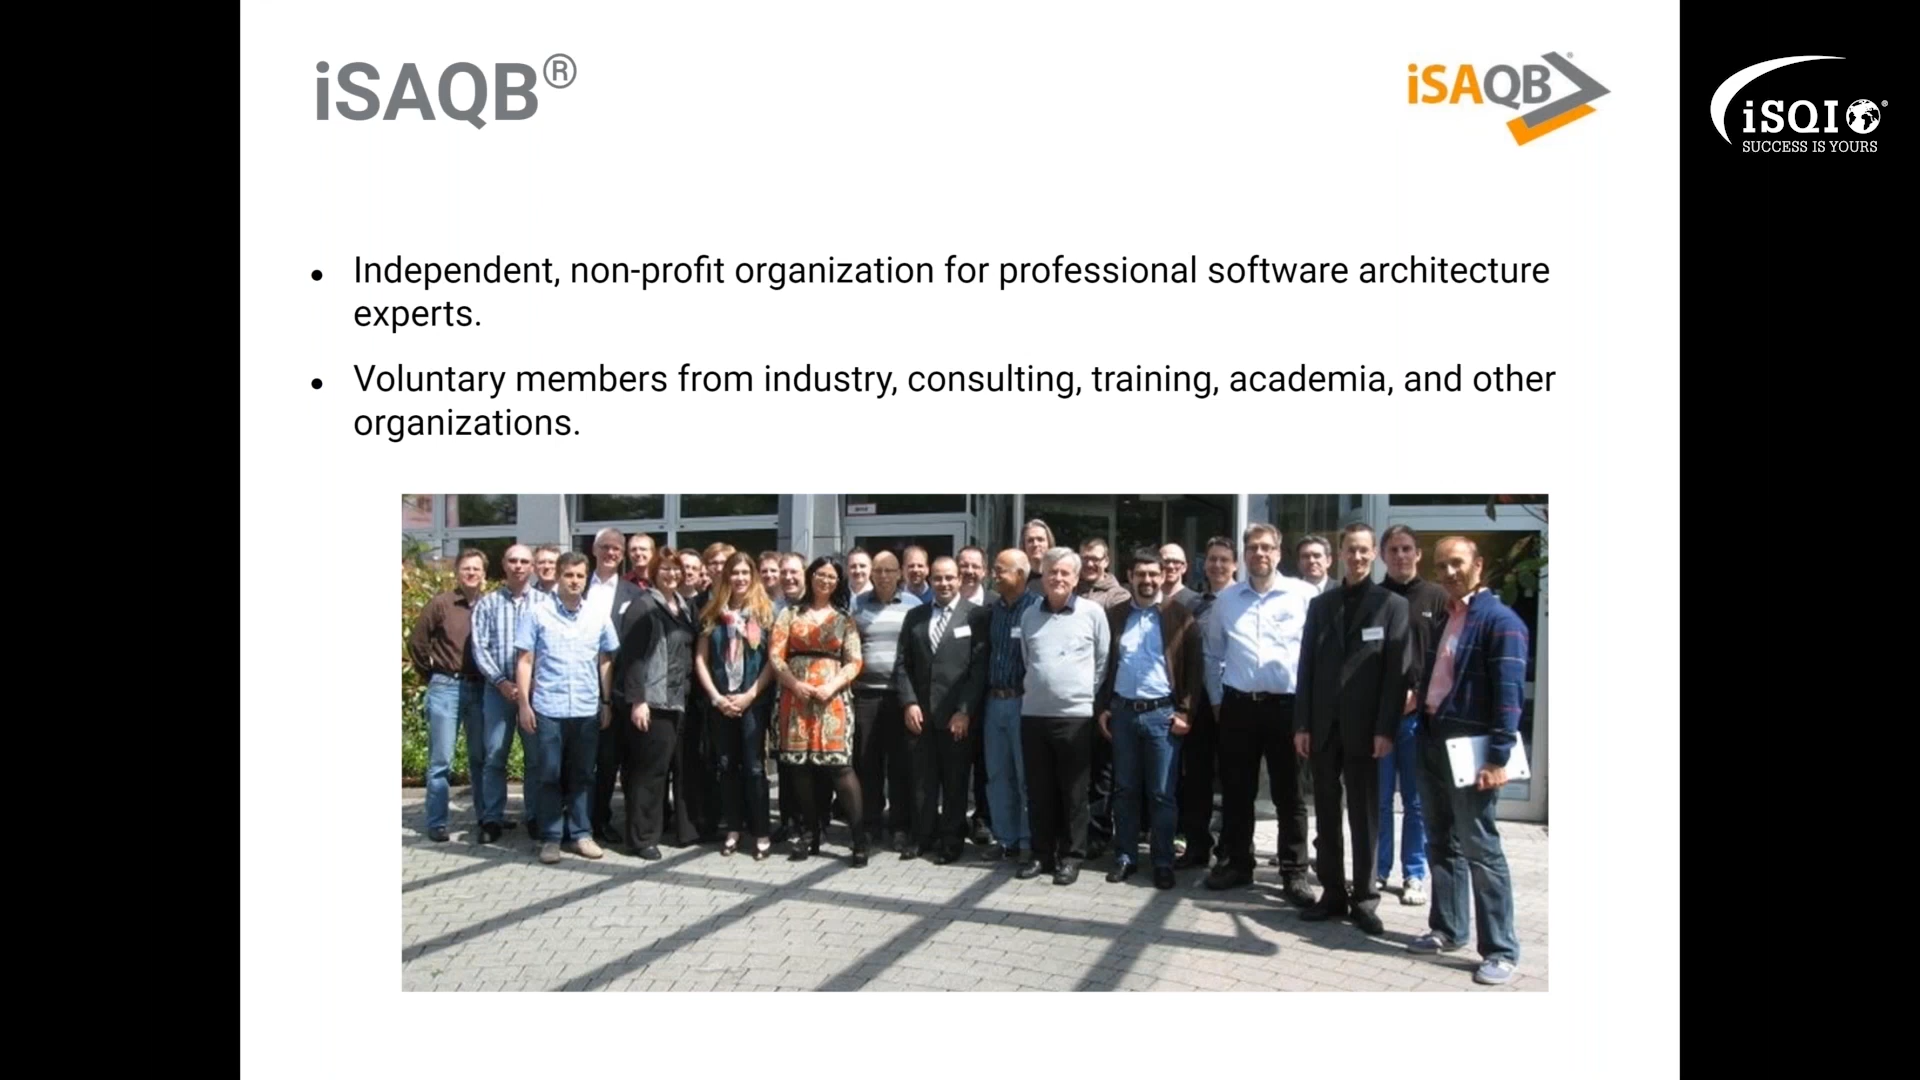 iSAQB®
iSAQB®
iSQI®
SUCCESS IS YOURS
• Independent, non-profit organization for professional software architecture
experts.
• Voluntary members from industry, consulting, training, academia, and other
organizations.